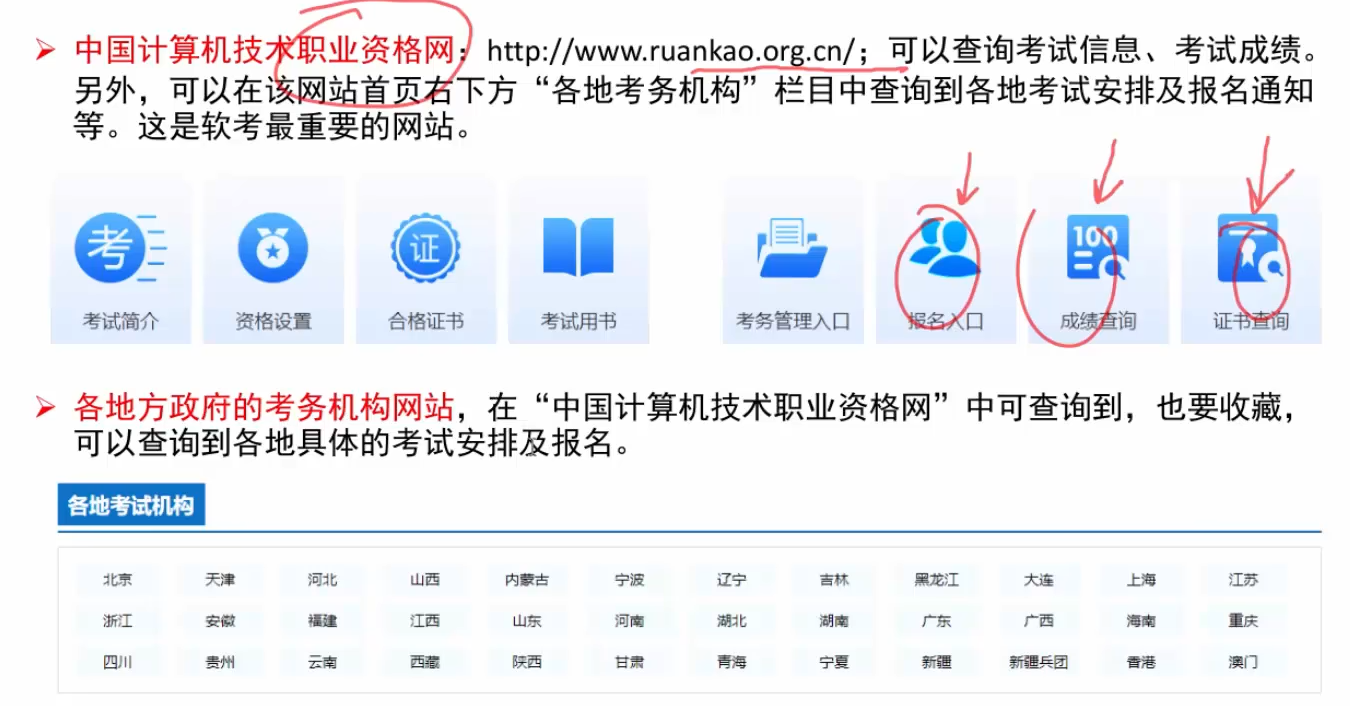 中国计算机技术职业资格网：http://www.ruankao.org.cn/；可以查询考试信息、考试成绩。
另外，可以在该网站首页右下方“各地考务机构”栏目中查询到各地考试安排及报名通知
等。这是软考最重要的网站。
考
证
100
考试简介 资格设置 合格证书 考试用书 考务管理入口 报名入口 成绩查询 证书查询
各地方政府的考务机构网站，在“中国计算机技术职业资格网”中可查询到，也要收藏，
可以查询到各地具体的考试安排及报名。
各地考试机构
北京 天津 河北 山西 内蒙古 宁波 辽宁 吉林 黑龙江 大连 上海 江苏
浙江 安徽 福建 江西 山东 河南 湖北 湖南 广东 广西 海南 重庆
四川 贵州 云南 西藏 陕西 甘肃 青海 宁夏 新疆 新疆兵团 香港 澳门